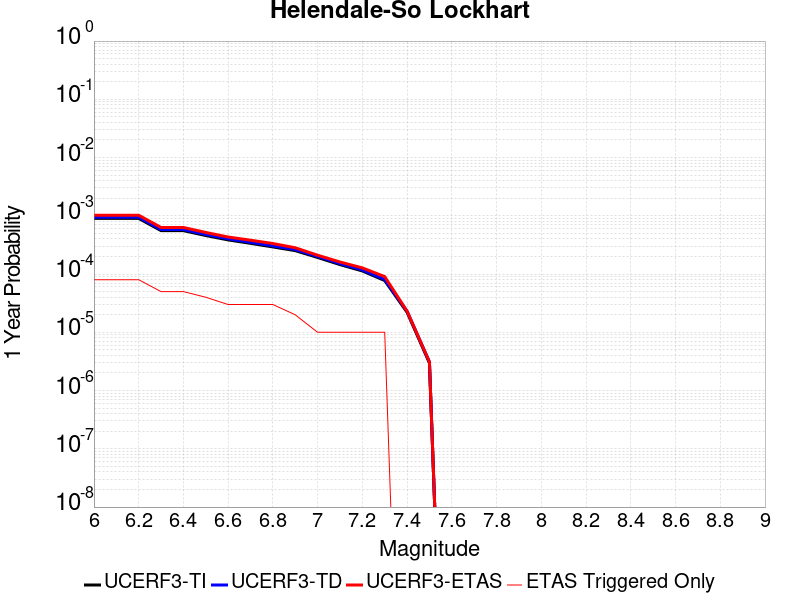 Helendale-So Lockhart
1 Year Probability
10^0
10^-1
10^-2
10^-3
10^-4
10^-5
10^-6
10^-7
10^-8
6 6.2 6.4 6.6 6.8 7 7.2 7.4 7.6 7.8 8 8.2 8.4 8.6 8.8 9
Magnitude
UCERF3-TI UCERF3-TD UCERF3-ETAS ETAS Triggered Only